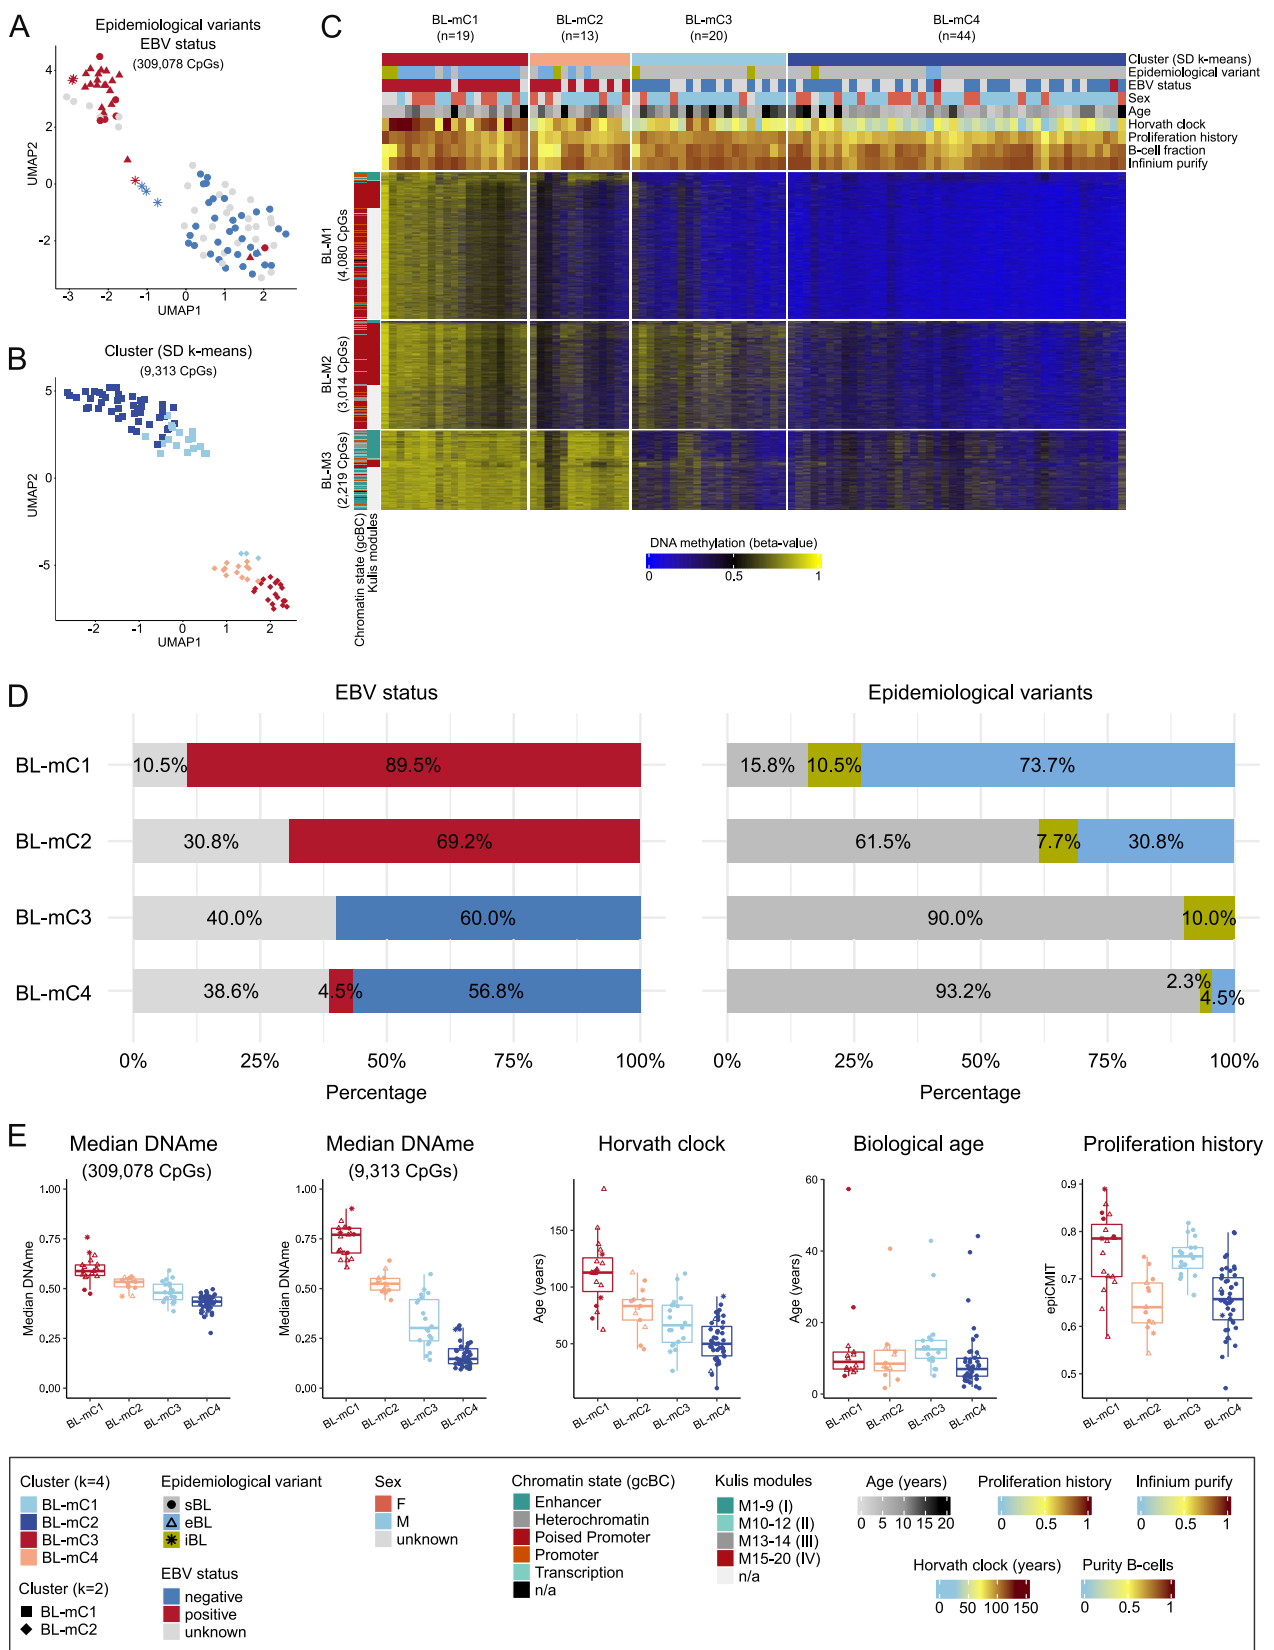 A
Epidemiological variants
EBV status
(309,078 CpGs)
4
2
0
-2
UMAP2
-3 -2 -1 0 1 2
UMAP1
B
Cluster (SD k-means)
(9,313 CpGs)
5
0
-5
UMAP2
-2 -1 0 1 2
UMAP1
C
BL-mC1 BL-mC2 BL-mC3 BL-mC4
(n=19) (n=13) (n=20) (n=44)
Cluster (SD k-means)
Epidemiological variant
EBV status
Sex
Age
Horvath clock
Proliferation history
B-cell fraction
Infinium purify
BL-M1
(4,080 CpGs)
BL-M2
(3,014 CpGs)
BL-M3
(2,219 CpGs)
Chromatin state (gcBC)
Kulis modules
DNA methylation (beta-value)
0 0.5 1
D
EBV status
BL-mC1 10.5% 89.5%
BL-mC2 30.8% 69.2%
BL-mC3 40.0% 60.0%
BL-mC4 38.6% 4.5% 56.8%
0% 25% 50% 75% 100%
Percentage
Epidemiological variants
15.8% 10.5% 73.7%
61.5% 7.7% 30.8%
90.0% 10.0%
93.2% 2.3% 4.5%
0% 25% 50% 75% 100%
Percentage
E
Median DNAme
(309,078 CpGs)
1.00
0.75
0.50
0.25
0.00
Median DNAme
BL-mC1 BL-mC2 BL-mC3 BL-mC4
Median DNAme
(9,313 CpGs)
1.00
0.75
0.50
0.25
0.00
Median DNAme
BL-mC1 BL-mC2 BL-mC3 BL-mC4
Horvath clock
150
100
50
Age (years)
BL-mC1 BL-mC2 BL-mC3 BL-mC4
Biological age
60
40
20
0
Age (years)
BL-mC1 BL-mC2 BL-mC3 BL-mC4
Proliferation history
0.9
0.8
0.7
0.6
0.5
epiCMIT
BL-mC1 BL-mC2 BL-mC3 BL-mC4
Cluster (k=4)
BL-mC1
BL-mC2
BL-mC3
BL-mC4
Cluster (k=2)
BL-mC1
BL-mC2
Epidemiological variant
sBL
eBL
iBL
EBV status
negative
positive
unknown
Sex
F
M
unknown
Chromatin state (gcBC)
Enhancer
Heterochromatin
Poised Promoter
Promoter
Transcription
n/a
Kulis modules
M1-9 (I)
M10-12 (II)
M13-14 (III)
M15-20 (IV)
n/a
Age (years)
0 5 10 15 20
Proliferation history
0 0.5 1
Infinium purify
0 0.5 1
Horvath clock (years)
0 50 100 150
Purity B-cells
0 0.5 1